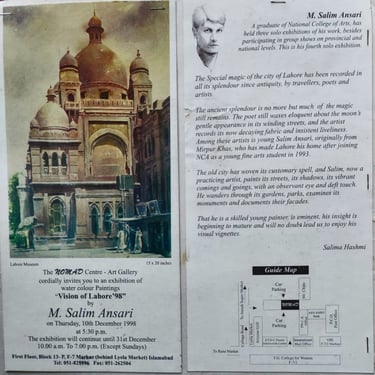 Lahore Museum
15 x 20 inches
The NOMAD Centre - Art Gallery
cordially invites you to an exhibition of
water colour Paintings
"Vision of Lahore'98"
by
M. Salim Ansari
on Thursday, 10th December 1998
at 5:30 p.m.
The exhibition will continue until 31st December
10.00 a.m. To 7:00 p.m. (Except Sundays)
First Floor, Block 13- P, F-7 Markaz (behind Lyela Market) Islamabad
Tel: 051-825896 Fax: 051-262504
M. Salim Ansari
A graduate of National College of Arts, has
held three solo exhibitions of his work, besides
participating in group shows on provincial and
national levels. This is his fourth solo exhibition.
The Special magic of the city of Lahore has been recorded in
all its splendour since antiquity, by travellers, poets and
artists.
The ancient splendour is no more but much of the magic
still remains. The poet still waxes eloquent about the moon's
gentle appearance in its winding streets, and the artist
records its now decaying fabric and insistent liveliness.
Among these artists is young Salim Ansari, originally from
Mirpur Khas, who has made Lahore his home after joining
NCA as a young fine arts student in 1993.
The old city has woven its customary spell, and Salim, now a
practicing artist, paints its streets, its shadows, its vibrant
comings and goings, with an observant eye and deft touch.
He wanders through its gardens, parks, examines its
monuments and documents their facades.
That he is a skilled young painter, is eminent, his insight is
beginning to mature and will no doubt lead us to enjoy his
visual vignettes.
Salima Hashmi
Guide Map
Car
Parking
Car
Parking
To Rana Market
F.G. College for Women
F-7/2